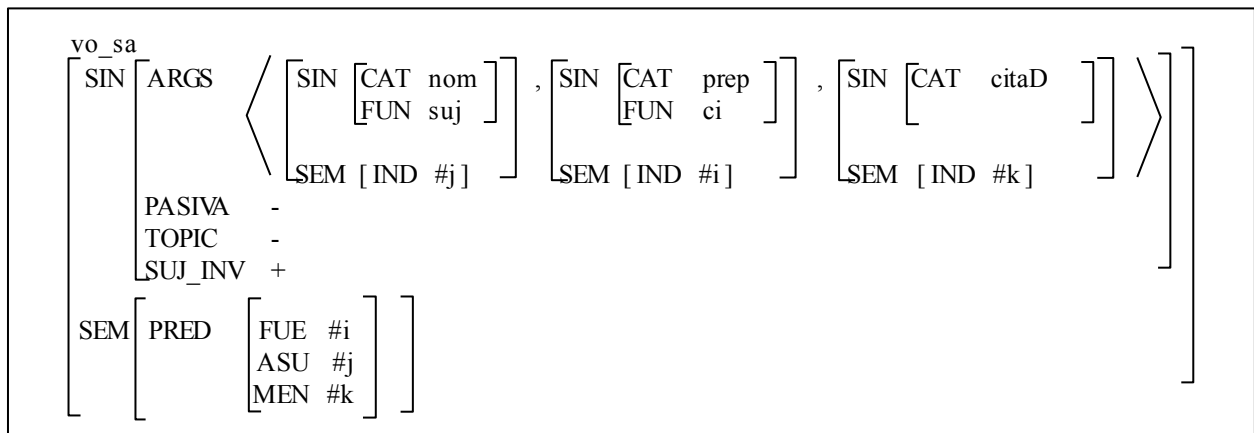 vo_sa
SIN ARGS < SIN [CAT nom , SIN [CAT prep , SIN [CAT citaD
FUN suj ] FUN ci ]
SEM [ IND #j ] SEM [ IND #i ] SEM [ IND #k ] >
PASIVA -
TOPIC -
SUJ_INV +
SEM PRED FUE #i
ASU #j
MEN #k